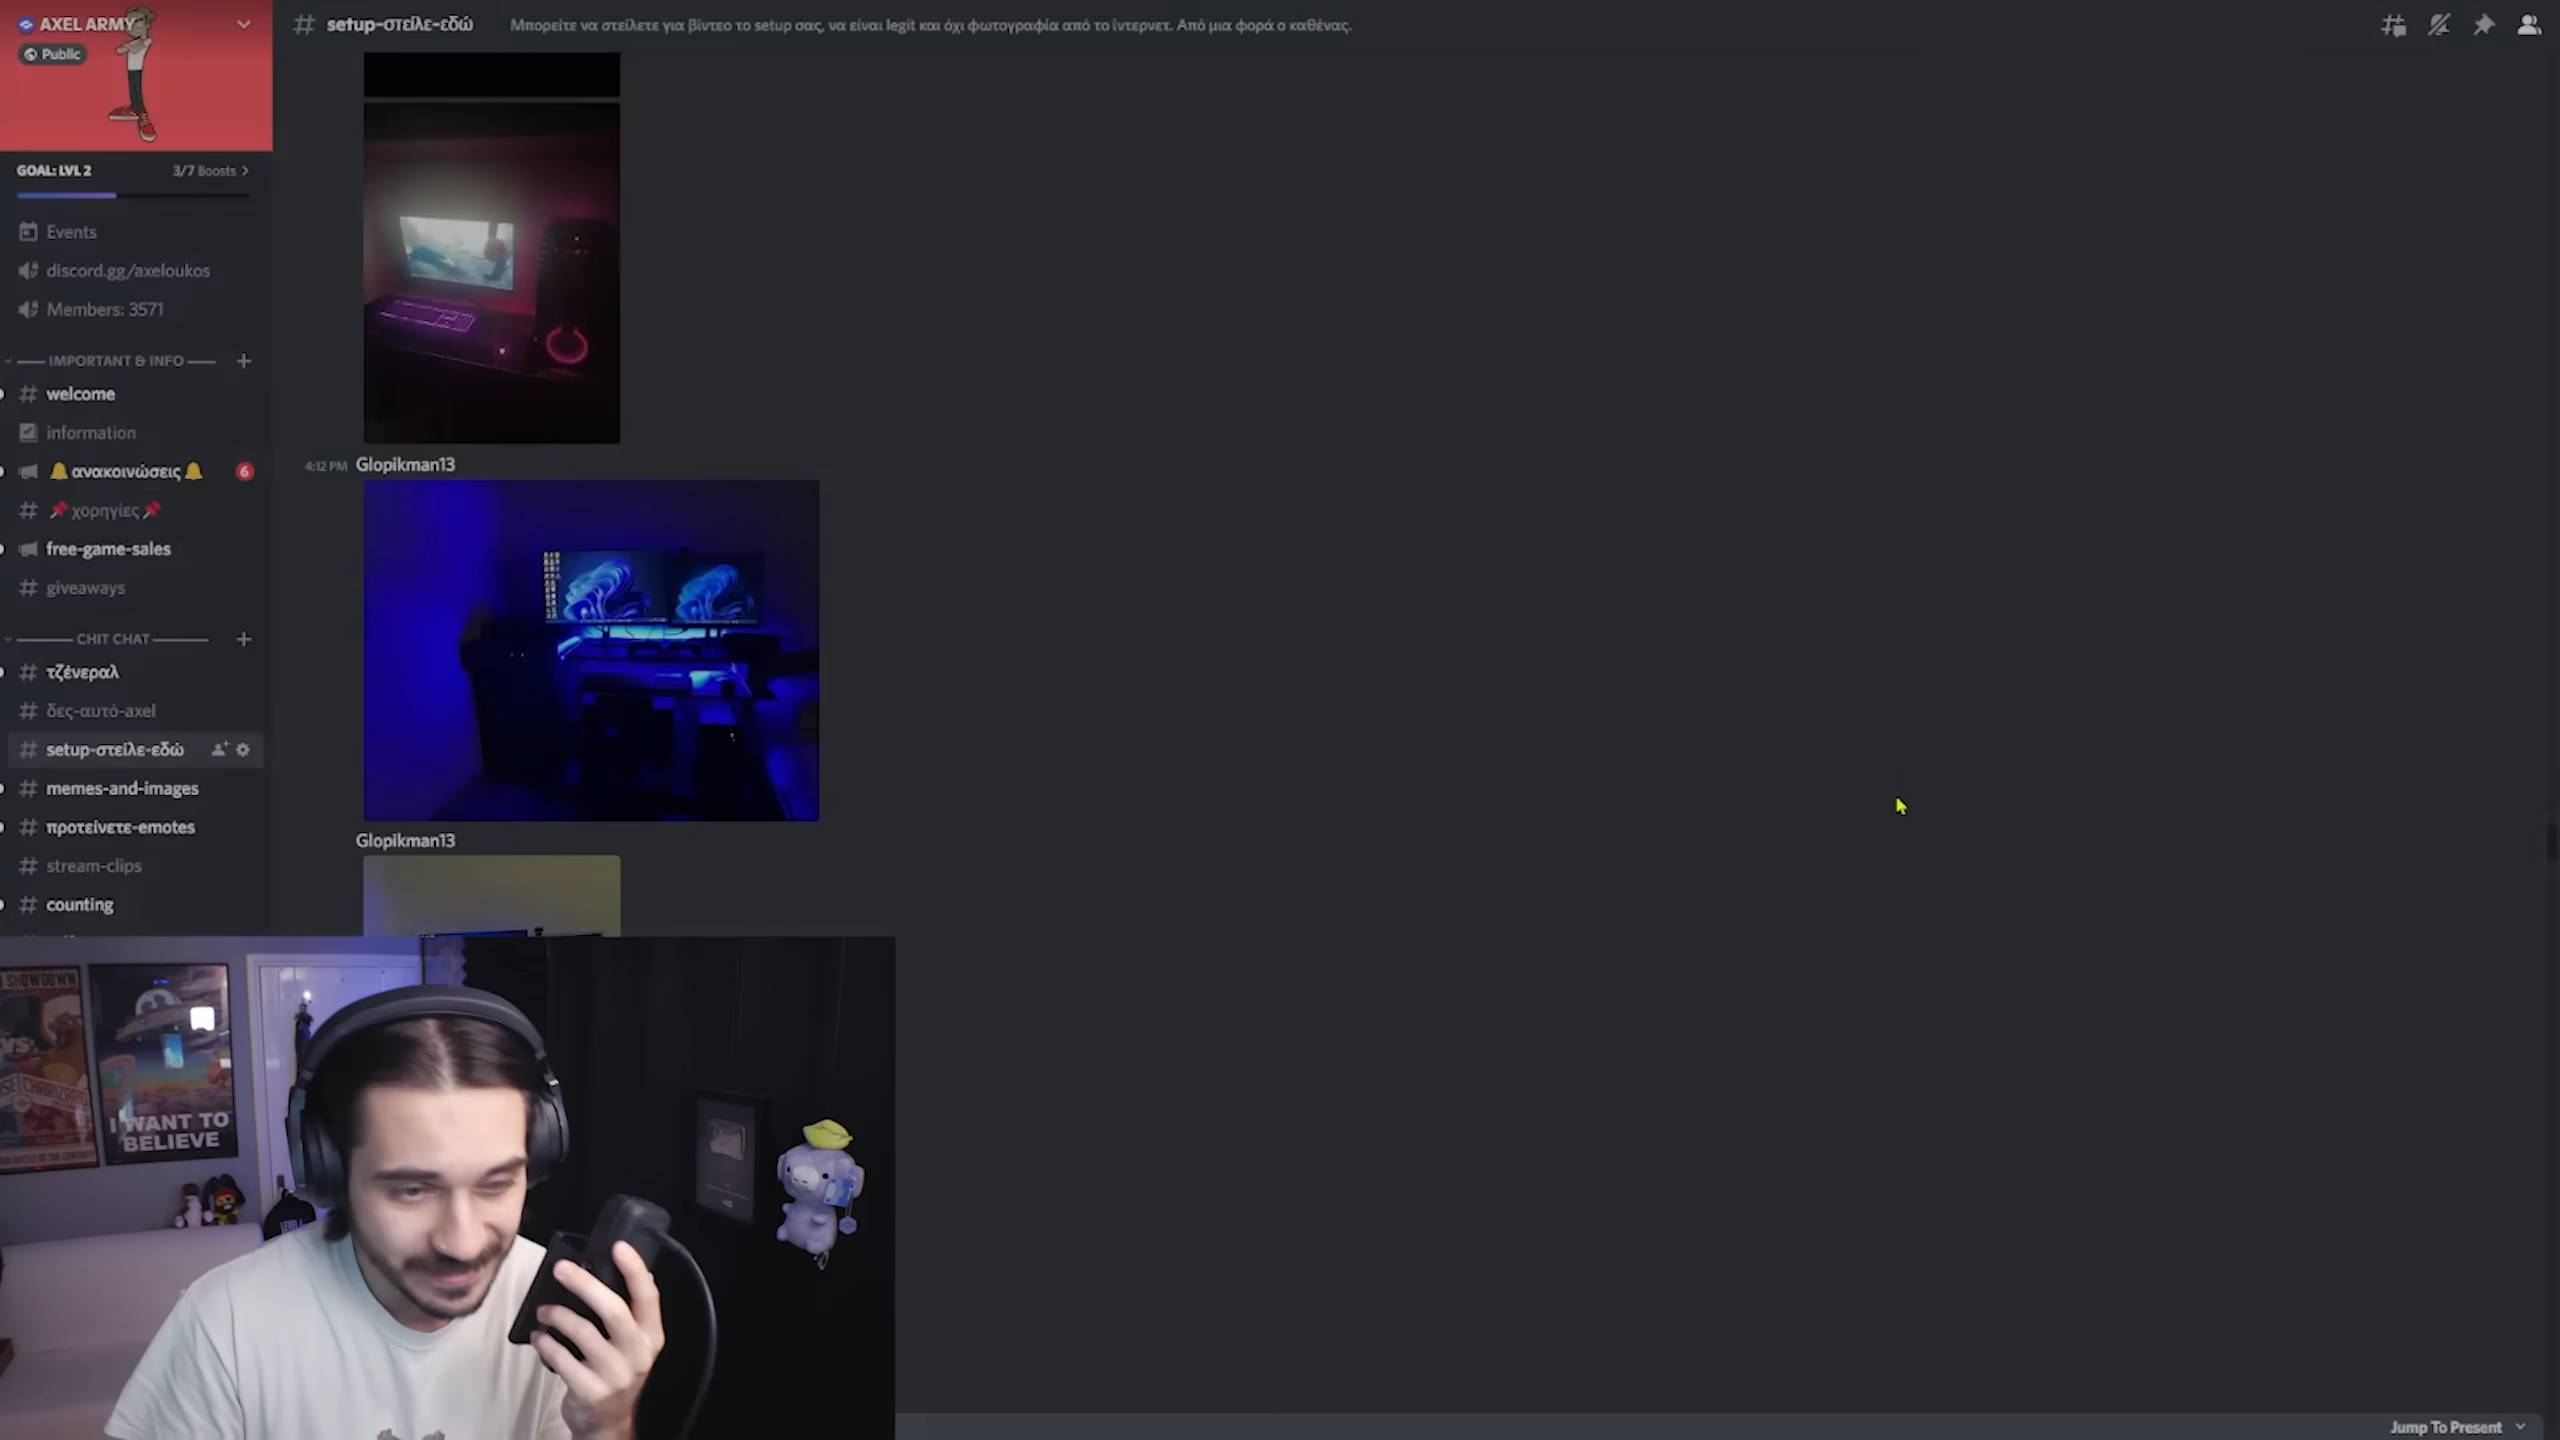 AXEL ARMY
Public
GOAL: LVL 2
3/7 Boosts
Events
discord.gg/axeloukos
Members: 3571
IMPORTANT & INFO
welcome
information
ανακοινώσεις
6
χορηγίες
free-game-sales
giveaways
CHIT CHAT
τζένεραλ
δες-αυτό-axel
setup-στείλε-εδώ
memes-and-images
προτείνετε-emotes
stream-clips
counting
setup-στείλε-εδώ
Μπορείτε να στείλετε για βίντεο το setup σας, να είναι legit και όχι φωτογραφία από το ίντερνετ. Από μια φορά ο καθένας.
4:12 PM Glopikman13
Glopikman13
SHOWDOWN
I WANT TO
BELIEVE
Jump To Present